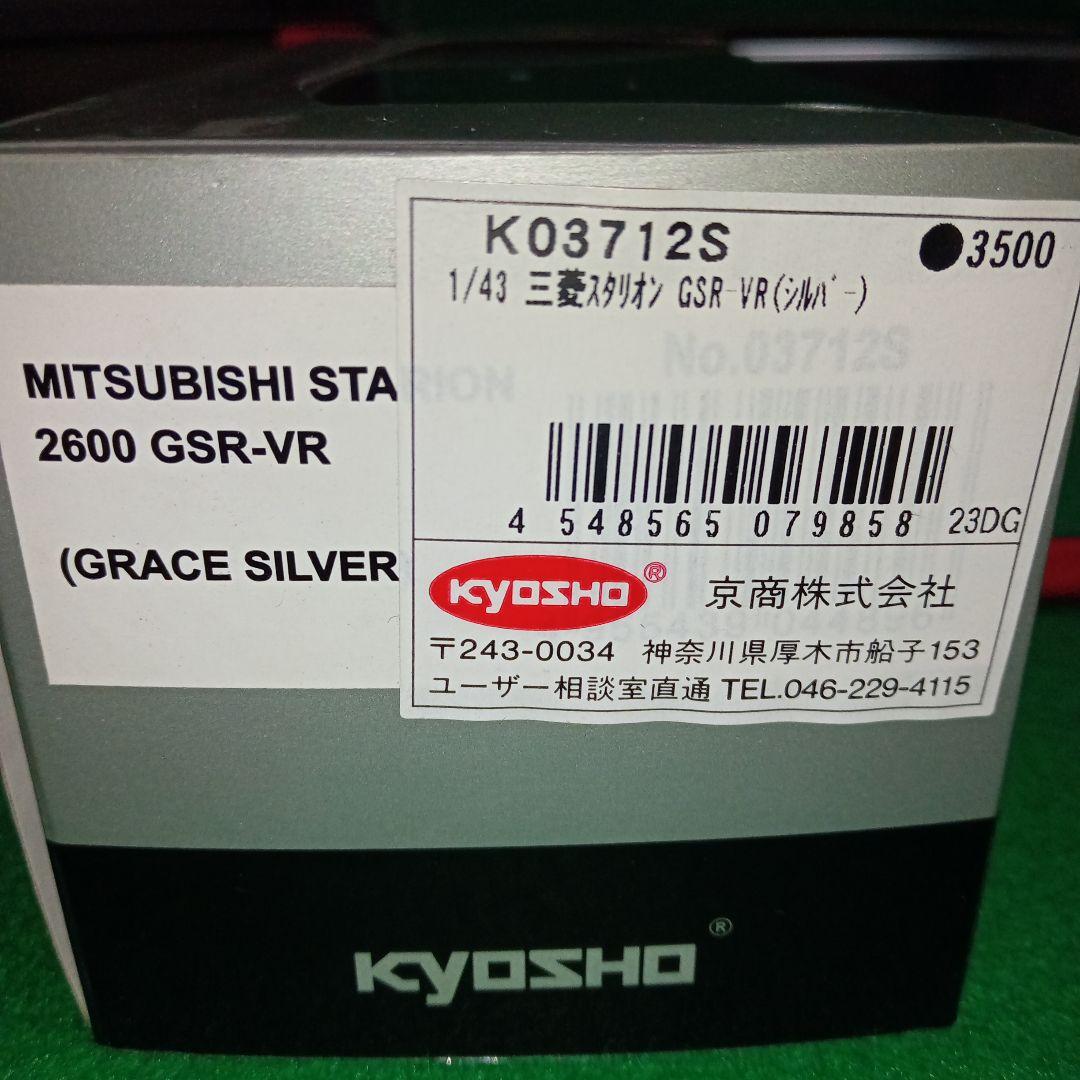 K03712S ●3500
1/43 三菱スタリオン GSR-VR(シルバー)
No.03712S
MITSUBISHI STARION
2600 GSR-VR
(GRACE SILVER
4 548565 079858 23DG
KYOSHO® 京商株式会社
〒243-0034 神奈川県厚木市船子153
ユーザー相談室直通 TEL.046-229-4115
KYOSHO®